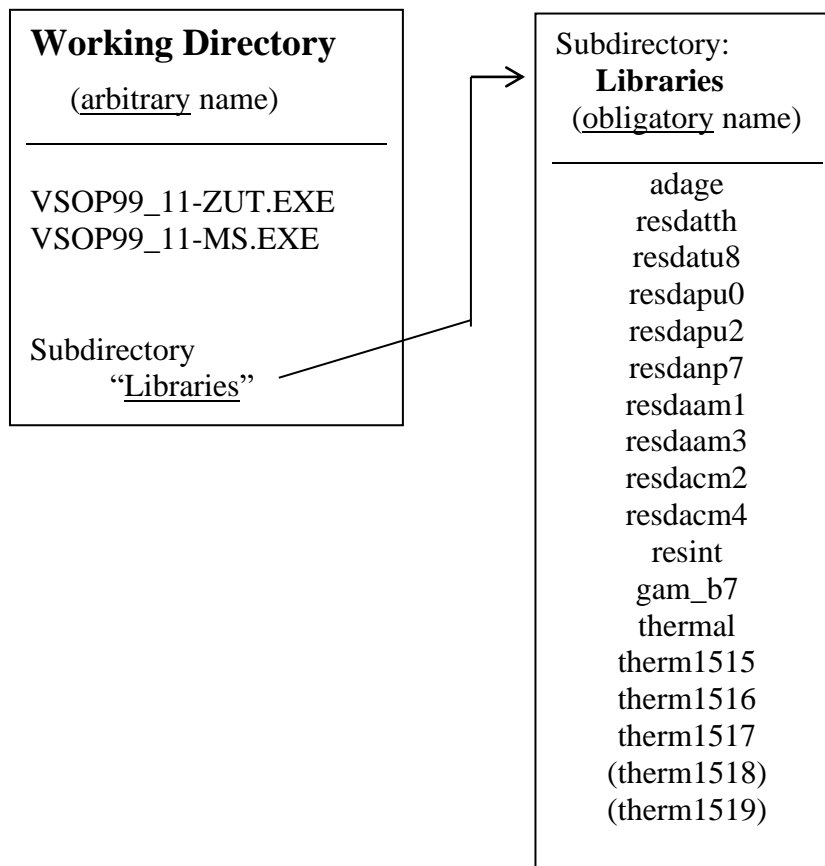 Working Directory
(arbitrary name)
VSOP99_11-ZUT.EXE
VSOP99_11-MS.EXE
Subdirectory
“Libraries”
Subdirectory:
Libraries
(obligatory name)
adage
resdatth
resdatu8
resdapu0
resdapu2
resdanp7
resdaam1
resdaam3
resdacm2
resdacm4
resint
gam_b7
thermal
therm1515
therm1516
therm1517
(therm1518)
(therm1519)